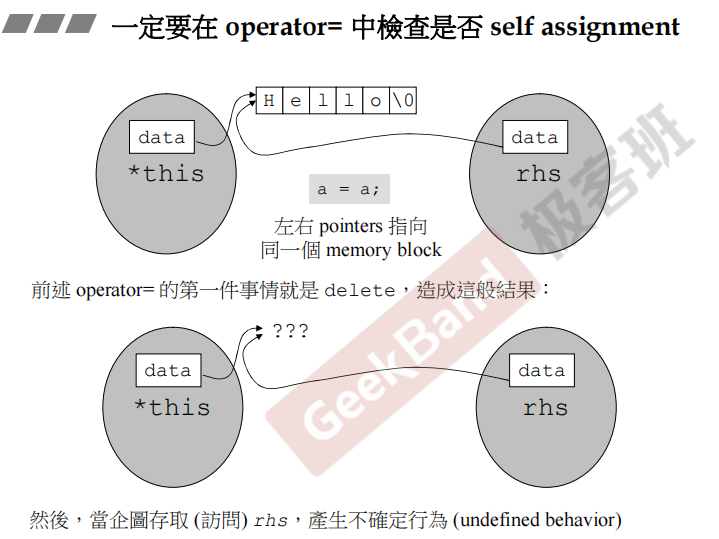 一定要在 operator= 中檢查是否 self assignment
H e l l o \0
data
data
*this
rhs
a = a;
左右 pointers 指向
同一個 memory block
前述 operator= 的第一件事情就是 delete，造成這般結果：
???
data
data
*this
rhs
然後，當企圖存取 (訪問) rhs，產生不確定行為 (undefined behavior)
GeekBand 极客班